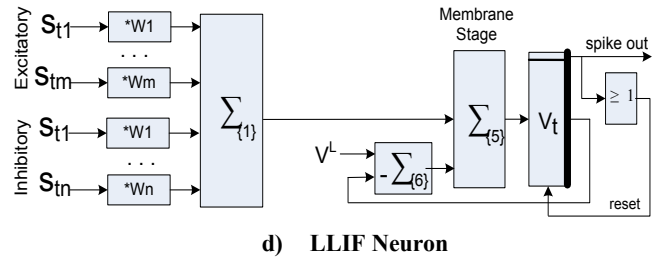 Membrane
Stage
Excitatory
St1
*W1
. . .
Stm
*Wm
Inhibitory
St1
*W1
. . .
Stn
*Wn
∑{1}
V^L
-∑{6}
∑{5}
Vt
spike out
≥ 1
reset
d) LLIF Neuron